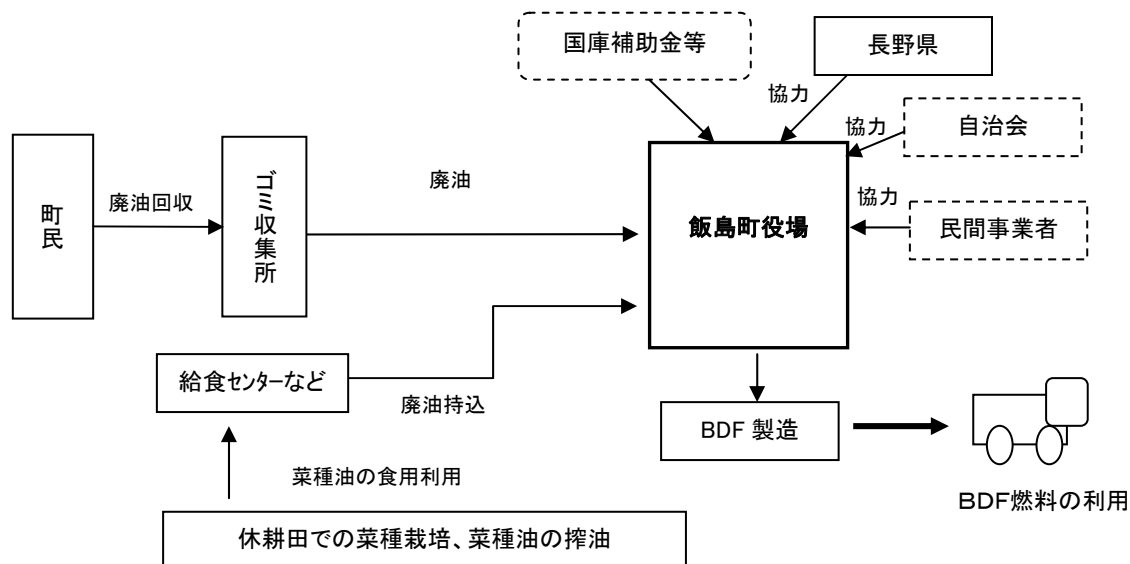 国庫補助金等
長野県
協力
協力
自治会
町民
廃油回収
ゴミ収集所
廃油
飯島町役場
協力
民間事業者
給食センターなど
廃油持込
BDF 製造
菜種油の食用利用
BDF燃料の利用
休耕田での菜種栽培、菜種油の搾油